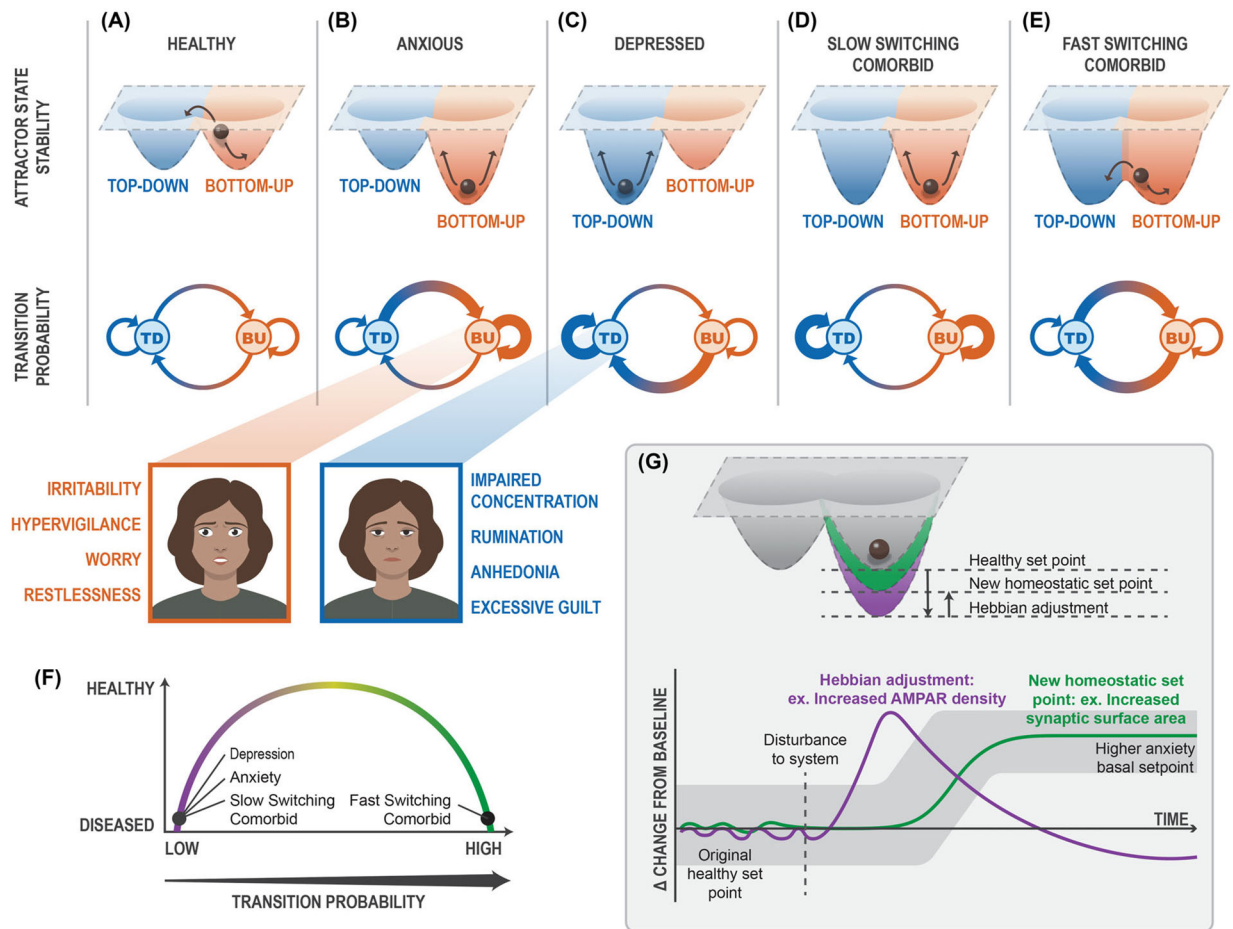 (A)
HEALTHY
(B)
ANXIOUS
(C)
DEPRESSED
(D)
SLOW SWITCHING
COMORBID
(E)
FAST SWITCHING
COMORBID
ATTRACTOR STATE
STABILITY
TOP-DOWN
BOTTOM-UP
TOP-DOWN
BOTTOM-UP
TOP-DOWN
BOTTOM-UP
TOP-DOWN
BOTTOM-UP
TOP-DOWN
BOTTOM-UP
TRANSITION
PROBABILITY
TD
BU
TD
BU
TD
BU
TD
BU
TD
BU
IRRITABILITY
HYPERVIGILANCE
WORRY
RESTLESSNESS
IMPAIRED
CONCENTRATION
RUMINATION
ANHEDONIA
EXCESSIVE GUILT
(F)
HEALTHY
DISEASED
Depression
Anxiety
Slow Switching
Comorbid
Fast Switching
Comorbid
LOW
HIGH
TRANSITION PROBABILITY
(G)
Healthy set point
New homeostatic set point
Hebbian adjustment
Δ CHANGE FROM BASELINE
Hebbian adjustment:
ex. Increased AMPAR density
New homeostatic set
point: ex. Increased
synaptic surface area
Disturbance
to system
Higher anxiety
basal setpoint
TIME
Original
healthy set
point